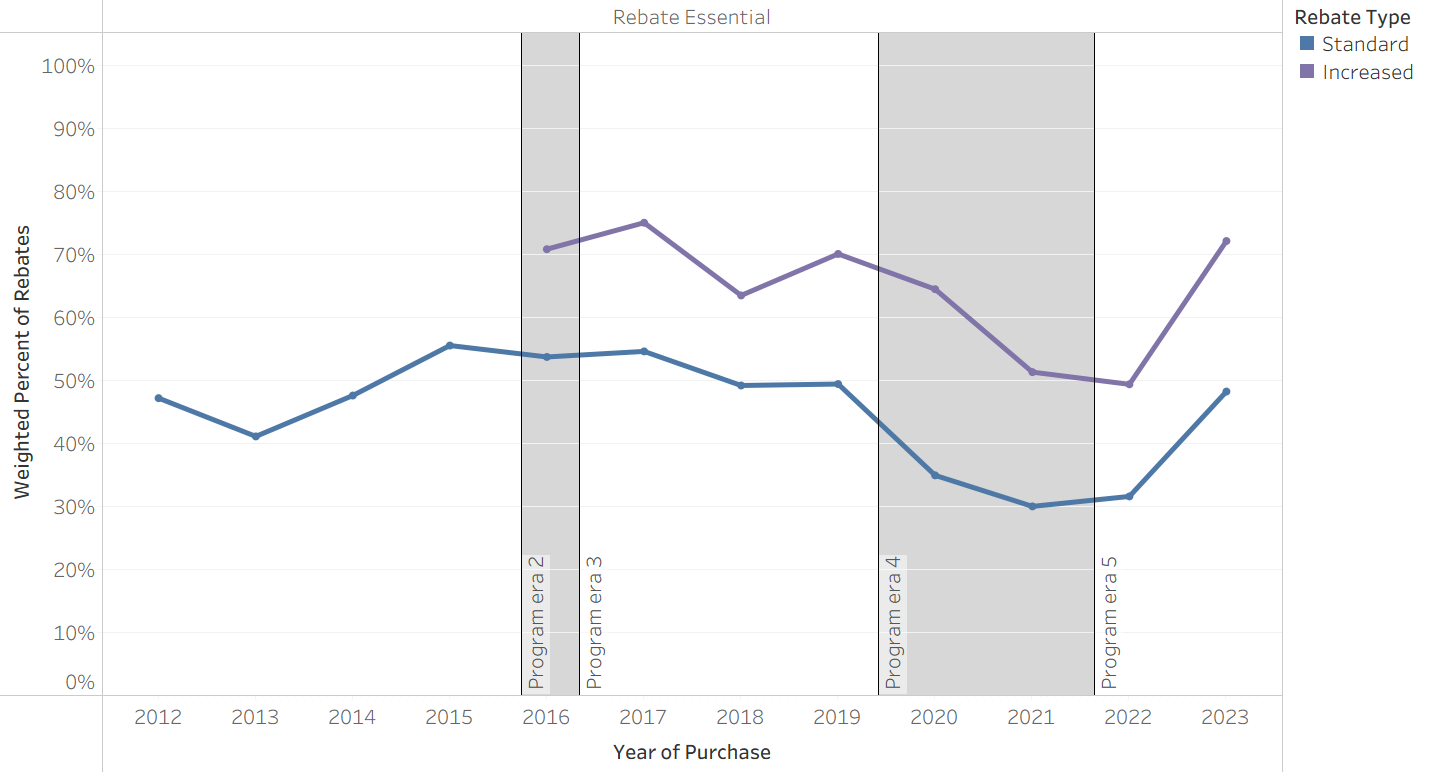 Rebate Essential
Rebate Type
Standard
Increased
100%
90%
80%
70%
60%
50%
40%
30%
20%
10%
0%
Weighted Percent of Rebates
Program era 2
Program era 3
Program era 4
Program era 5
2012 2013 2014 2015 2016 2017 2018 2019 2020 2021 2022 2023
Year of Purchase